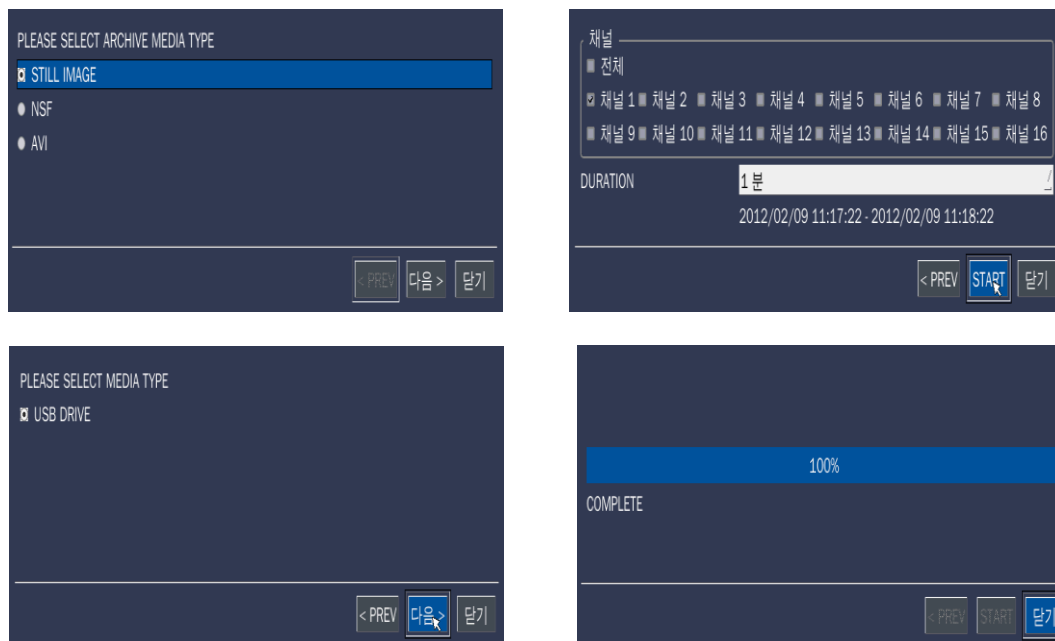 PLEASE SELECT ARCHIVE MEDIA TYPE
STILL IMAGE
NSF
AVI
< PREV 다음 > 닫기
채널
전체
채널 1 채널 2 채널 3 채널 4 채널 5 채널 6 채널 7 채널 8
채널 9 채널 10 채널 11 채널 12 채널 13 채널 14 채널 15 채널 16
DURATION 1 분
2012/02/09 11:17:22 - 2012/02/09 11:18:22
< PREV START 닫기
PLEASE SELECT MEDIA TYPE
USB DRIVE
< PREV 다음 > 닫기
100%
COMPLETE
< PREV START 닫기